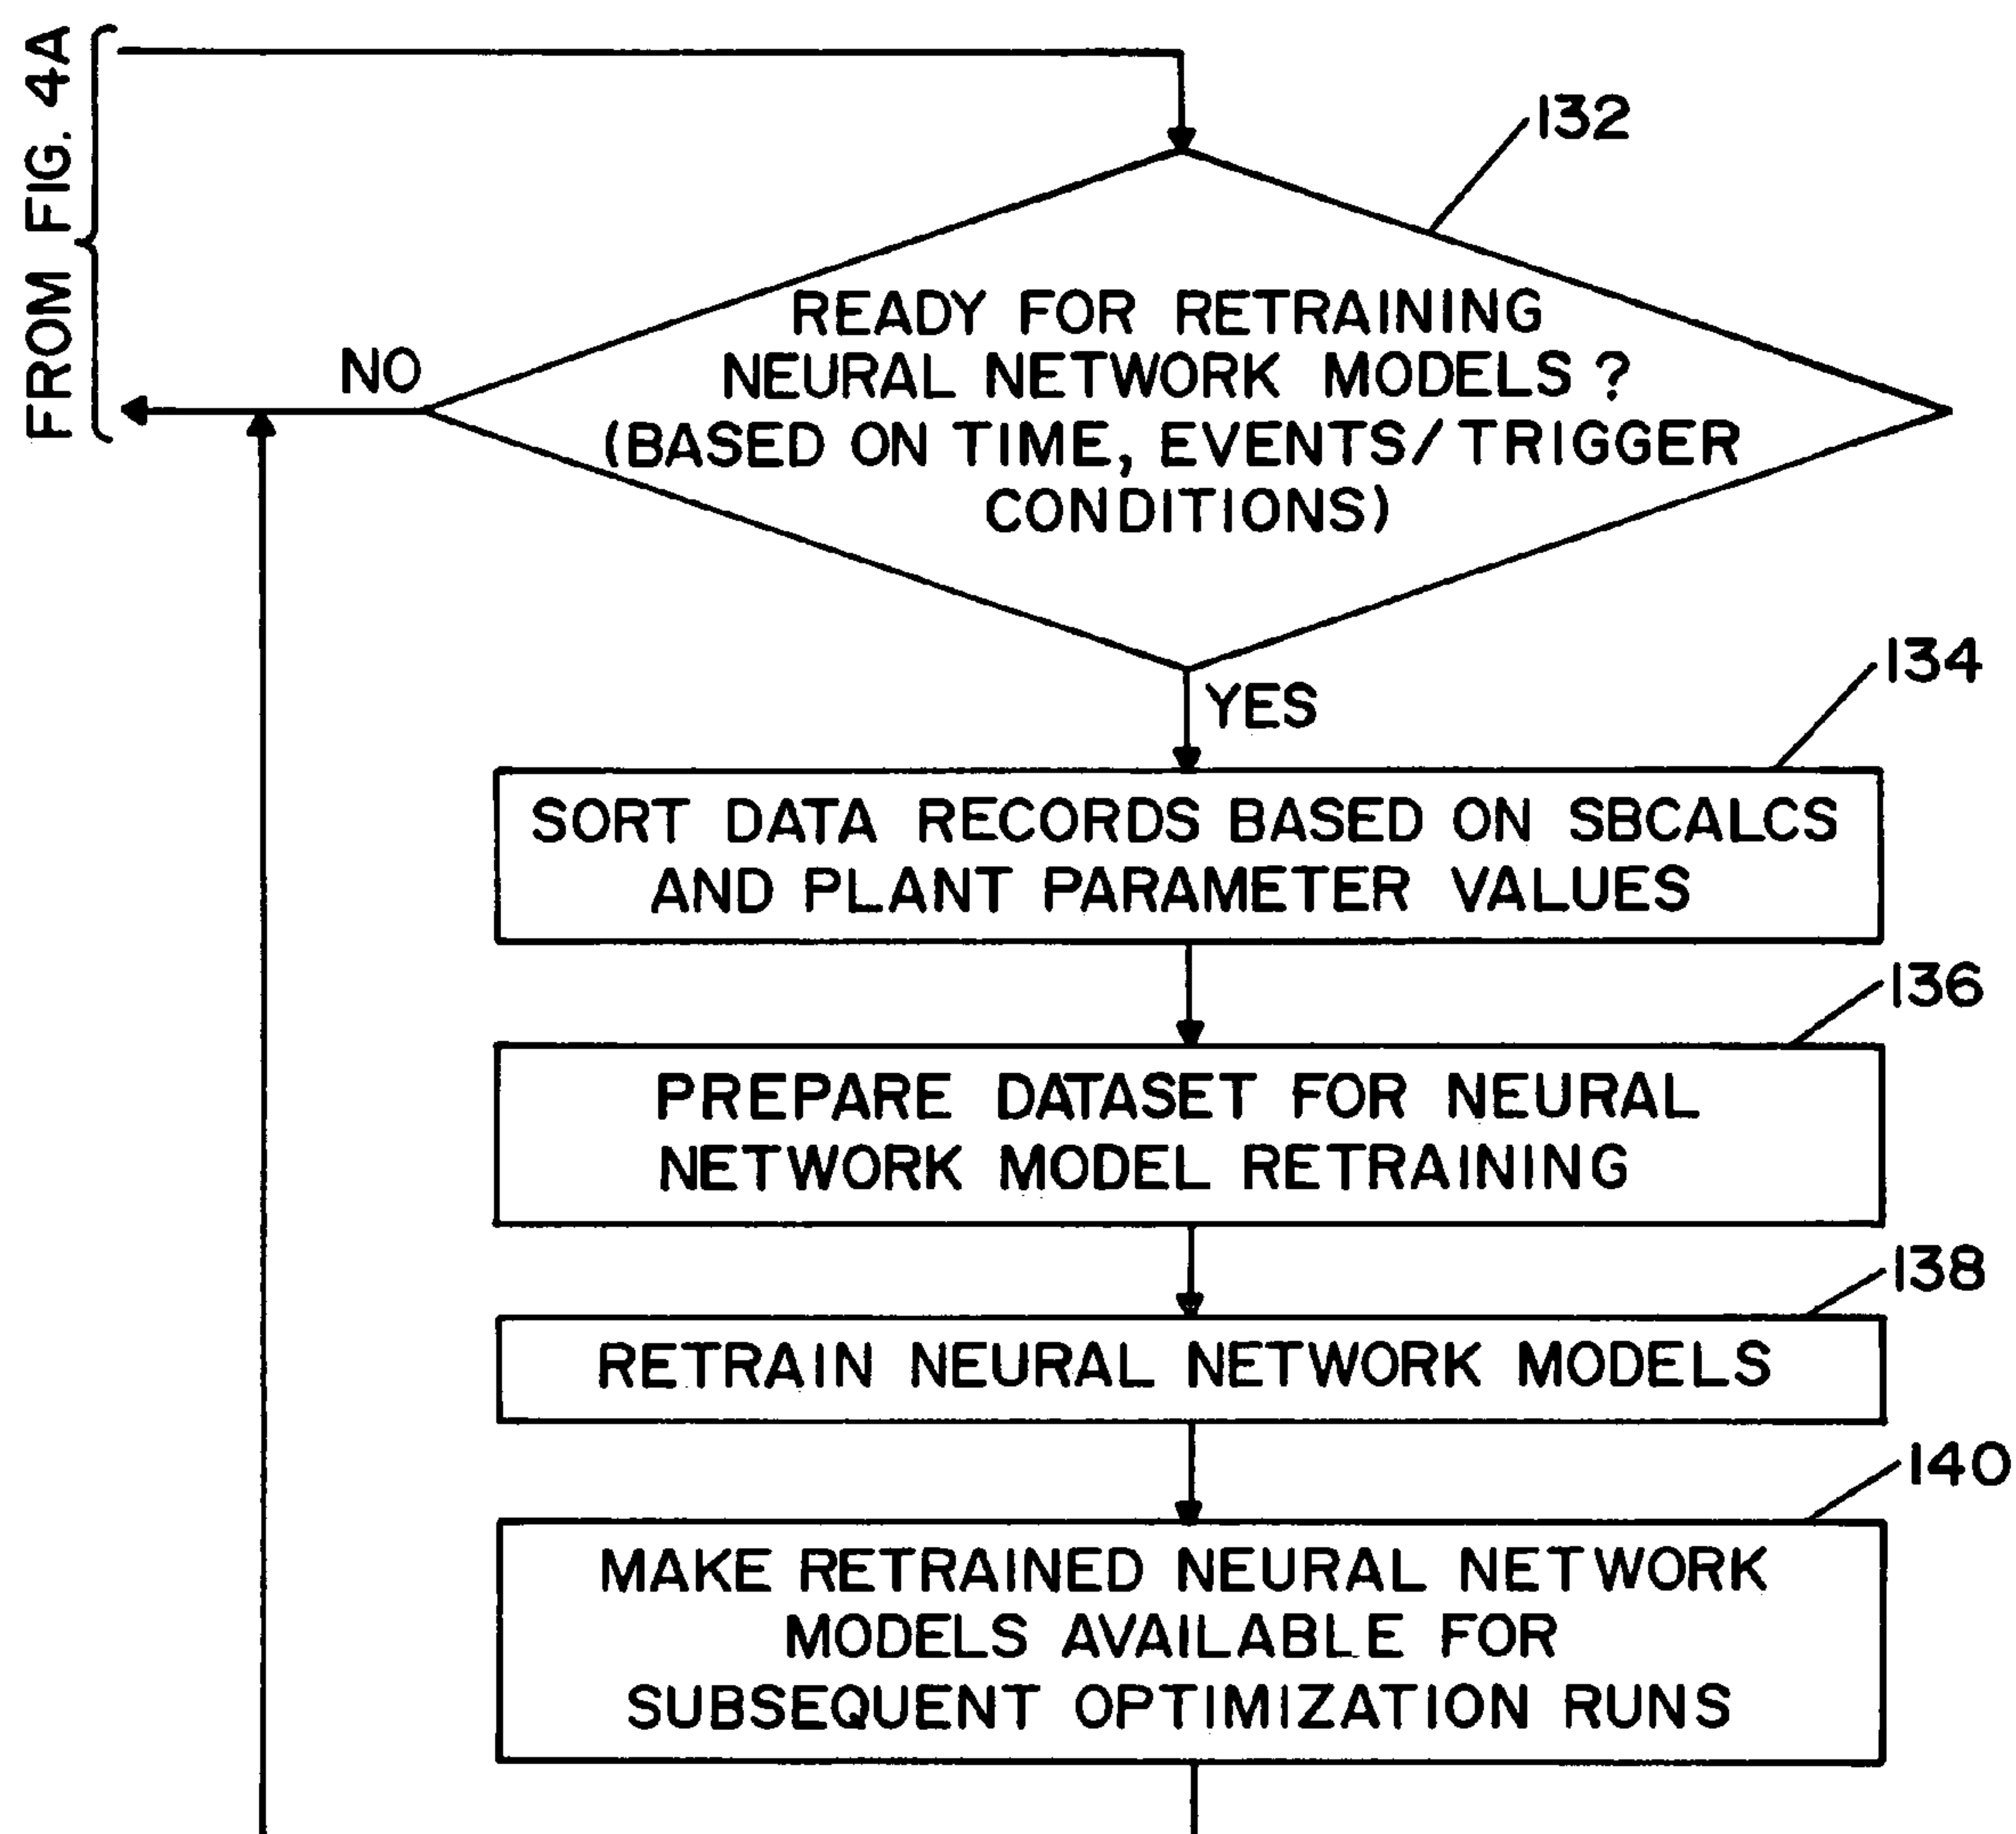 FROM FIG. 4A
132
READY FOR RETRAINING
NEURAL NETWORK MODELS ?
(BASED ON TIME, EVENTS/TRIGGER
CONDITIONS)
NO
YES
134
SORT DATA RECORDS BASED ON SBCALCS
AND PLANT PARAMETER VALUES
136
PREPARE DATASET FOR NEURAL
NETWORK MODEL RETRAINING
138
RETRAIN NEURAL NETWORK MODELS
140
MAKE RETRAINED NEURAL NETWORK
MODELS AVAILABLE FOR
SUBSEQUENT OPTIMIZATION RUNS